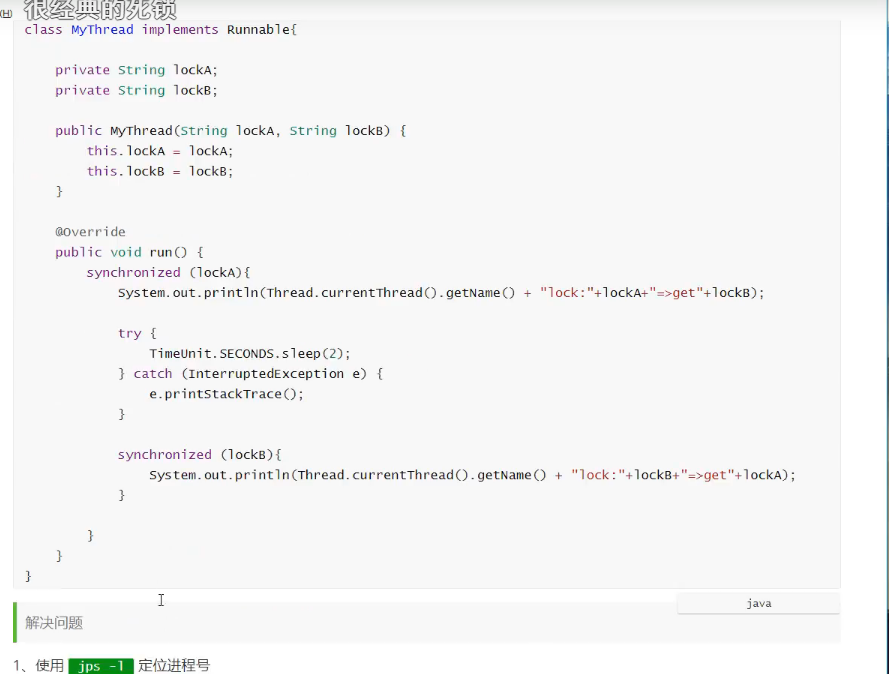 (H)
很经典的死锁
class MyThread implements Runnable{
private String lockA;
private String lockB;
public MyThread(String lockA, String lockB) {
this.lockA = lockA;
this.lockB = lockB;
}
@Override
public void run() {
synchronized (lockA){
System.out.println(Thread.currentThread().getName() + "lock:"+lockA+"=>get"+lockB);
try {
TimeUnit.SECONDS.sleep(2);
} catch (InterruptedException e) {
e.printStackTrace();
}
synchronized (lockB){
System.out.println(Thread.currentThread().getName() + "lock:"+lockB+"=>get"+lockA);
}
}
}
}
java
解决问题
1、使用 jps -l 定位进程号